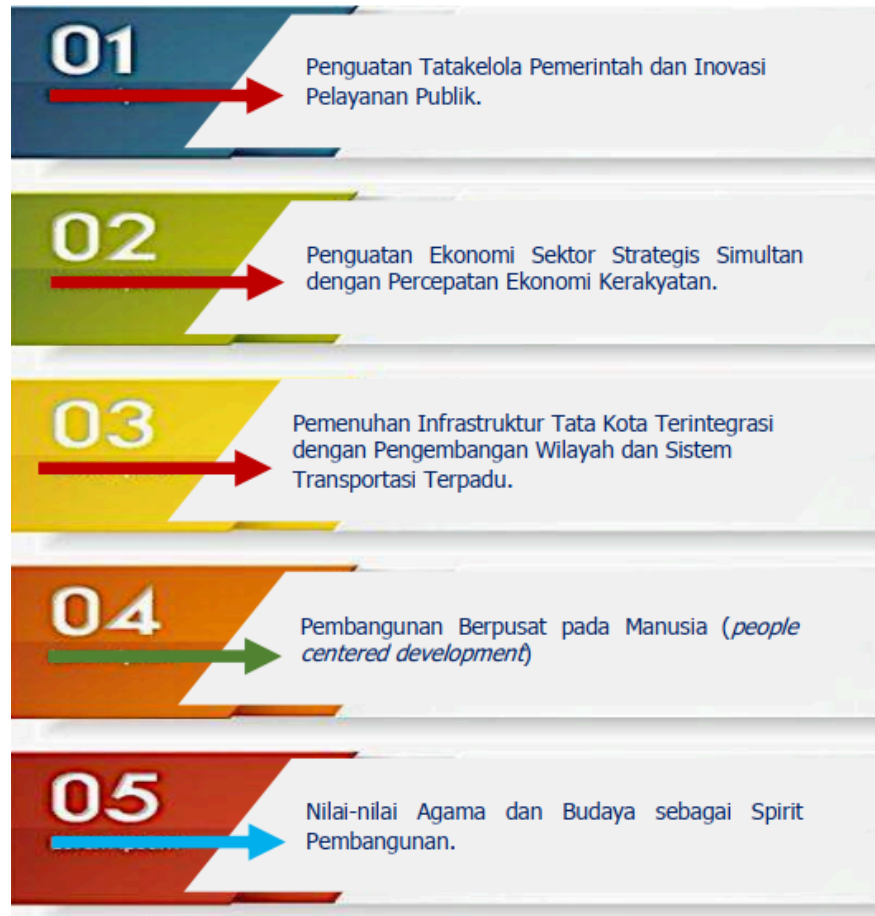 01
Penguatan Tatakelola Pemerintah dan Inovasi
Pelayanan Publik.
02
Penguatan Ekonomi Sektor Strategis Simultan
dengan Percepatan Ekonomi Kerakyatan.
03
Pemenuhan Infrastruktur Tata Kota Terintegrasi
dengan Pengembangan Wilayah dan Sistem
Transportasi Terpadu.
04
Pembangunan Berpusat pada Manusia (people
centered development)
05
Nilai-nilai Agama dan Budaya sebagai Spirit
Pembangunan.